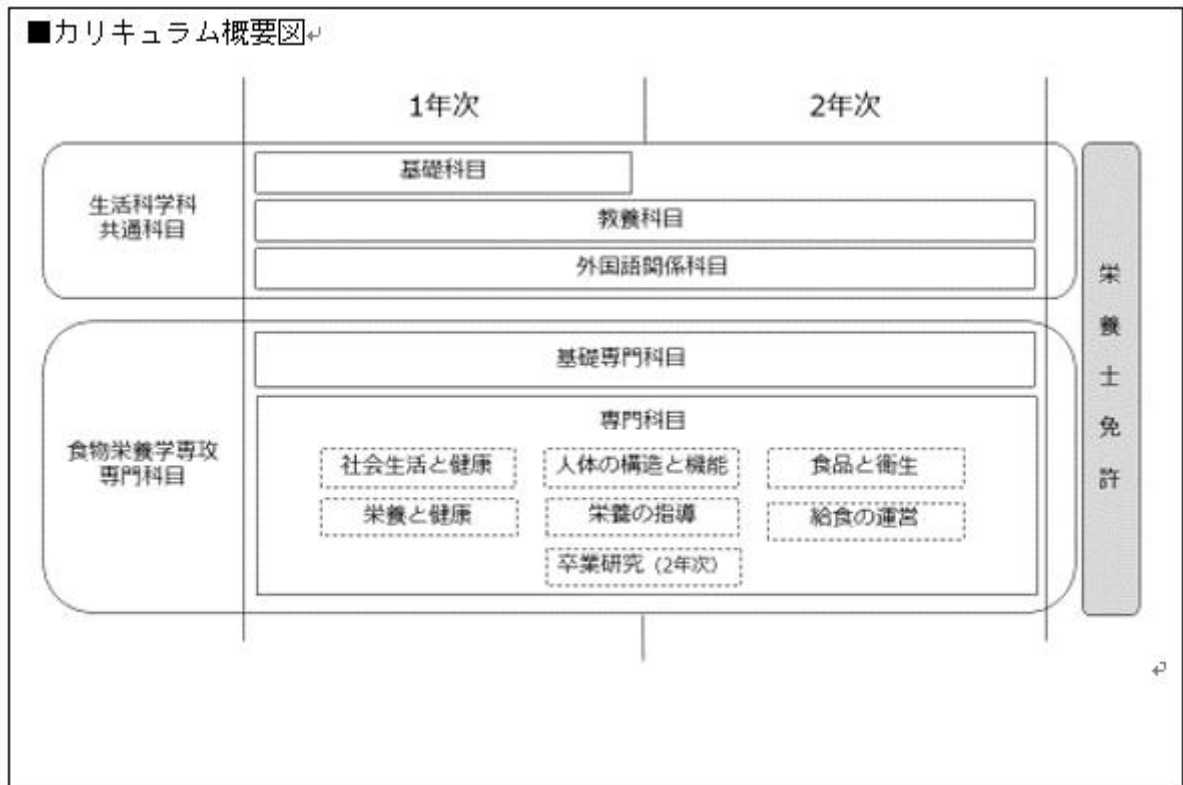 ■カリキュラム概要図
1年次
2年次
生活科学科
共通科目
基礎科目
教養科目
外国語関係科目
食物栄養学専攻
専門科目
基礎専門科目
専門科目
社会生活と健康
人体の構造と機能
食品と衛生
栄養と健康
栄養の指導
給食の運営
卒業研究（2年次）
栄養士免許